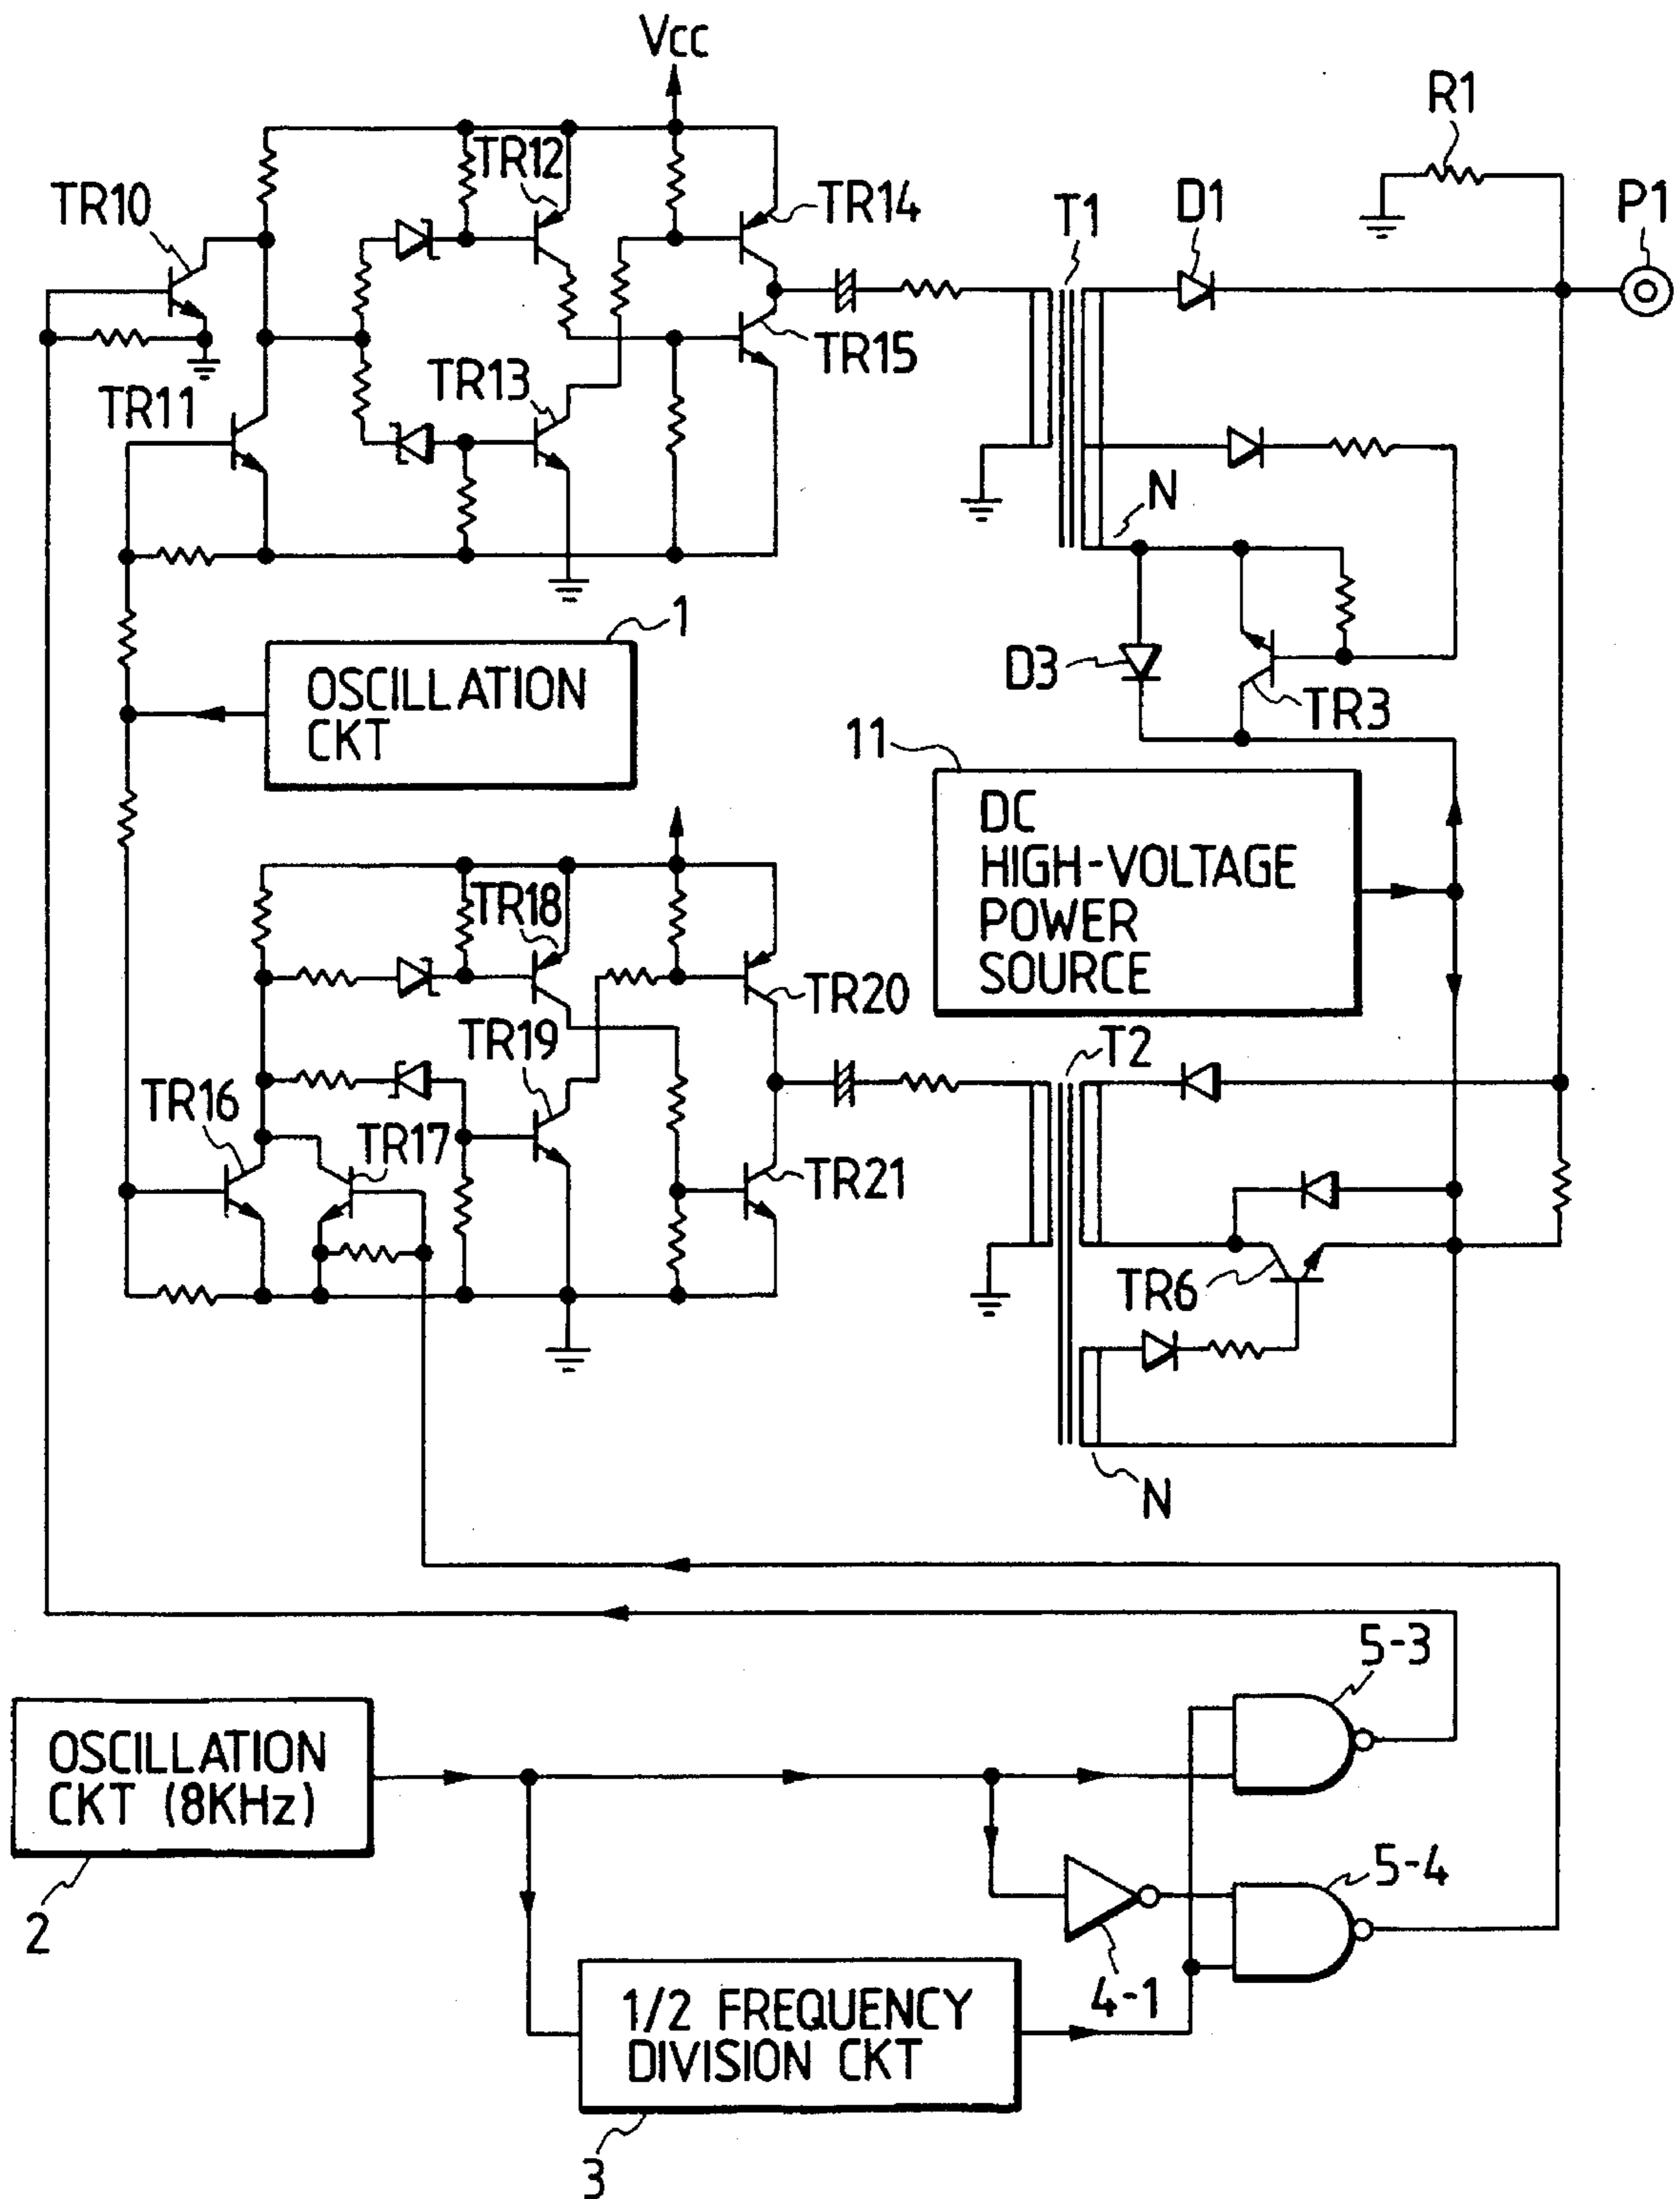 Vcc
R1
TR12
TR10
TR14
T1
D1
P1
TR15
TR13
TR11
N
1
D3
OSCILLATION
CKT
TR3
11
DC
HIGH-VOLTAGE
POWER
SOURCE
TR18
TR20
TR19
T2
TR16
TR17
TR21
TR6
N
5-3
OSCILLATION
CKT (8KHz)
5-4
2
4-1
1/2 FREQUENCY
DIVISION CKT
3